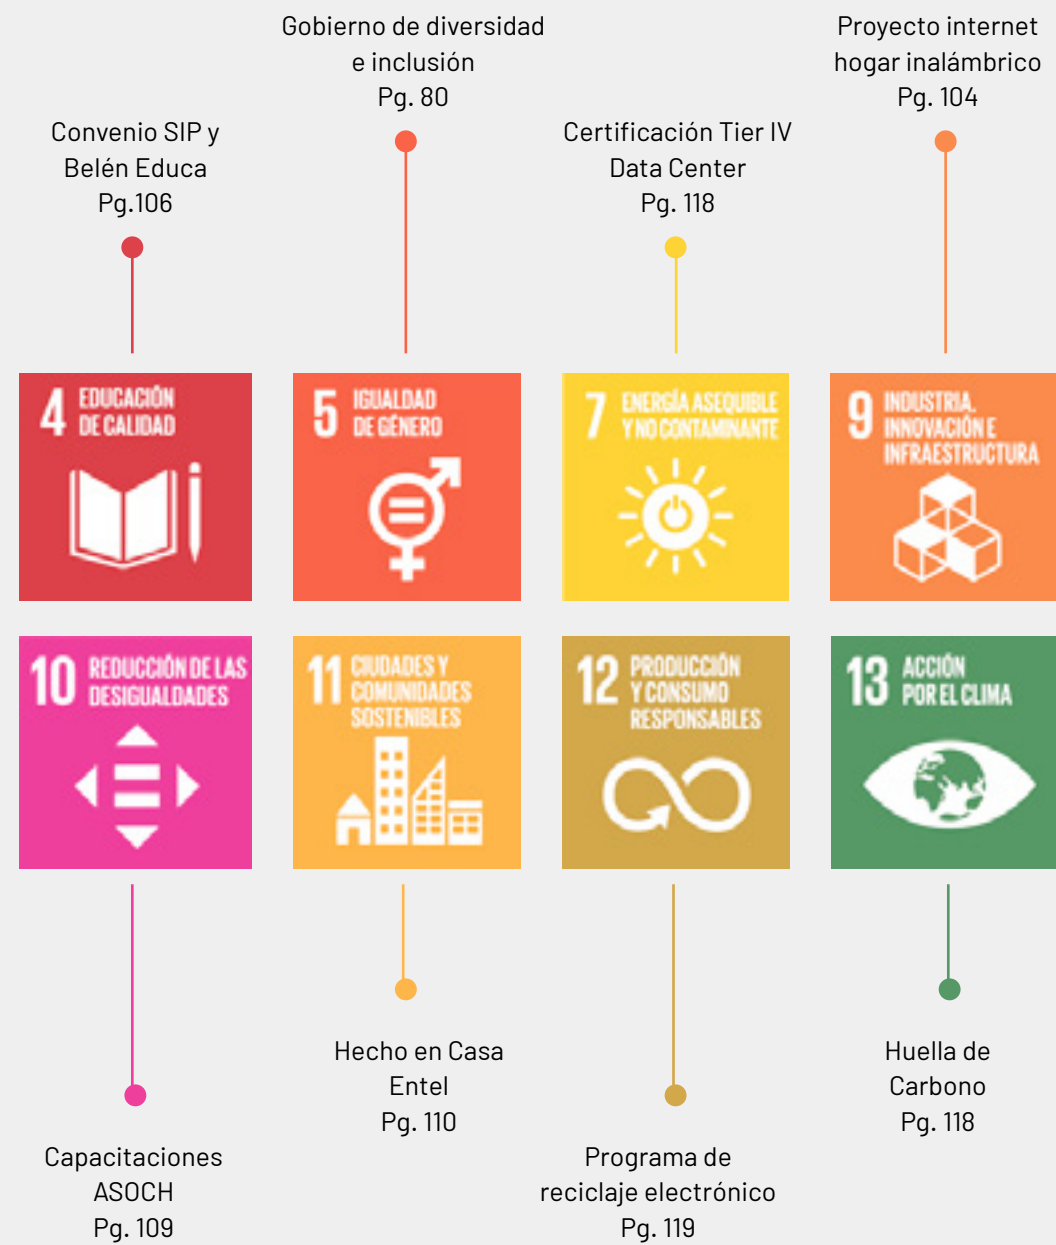 Gobierno de diversidad
e inclusión
Pg. 80
Proyecto internet
hogar inalámbrico
Pg. 104
Convenio SIP y
Belén Educa
Pg.106
Certificación Tier IV
Data Center
Pg. 118
4 EDUCACIÓN
DE CALIDAD
5 IGUALDAD
DE GÉNERO
7 ENERGÍA ASEQUIBLE
Y NO CONTAMINANTE
9 INDUSTRIA,
INNOVACIÓN E
INFRAESTRUCTURA
10 REDUCCIÓN DE LAS
DESIGUALDADES
11 CIUDADES Y
COMUNIDADES
SOSTENIBLES
12 PRODUCCIÓN
Y CONSUMO
RESPONSABLES
13 ACCIÓN
POR EL CLIMA
Hecho en Casa
Entel
Pg. 110
Huella de
Carbono
Pg. 118
Capacitaciones
ASOCH
Pg. 109
Programa de
reciclaje electrónico
Pg. 119